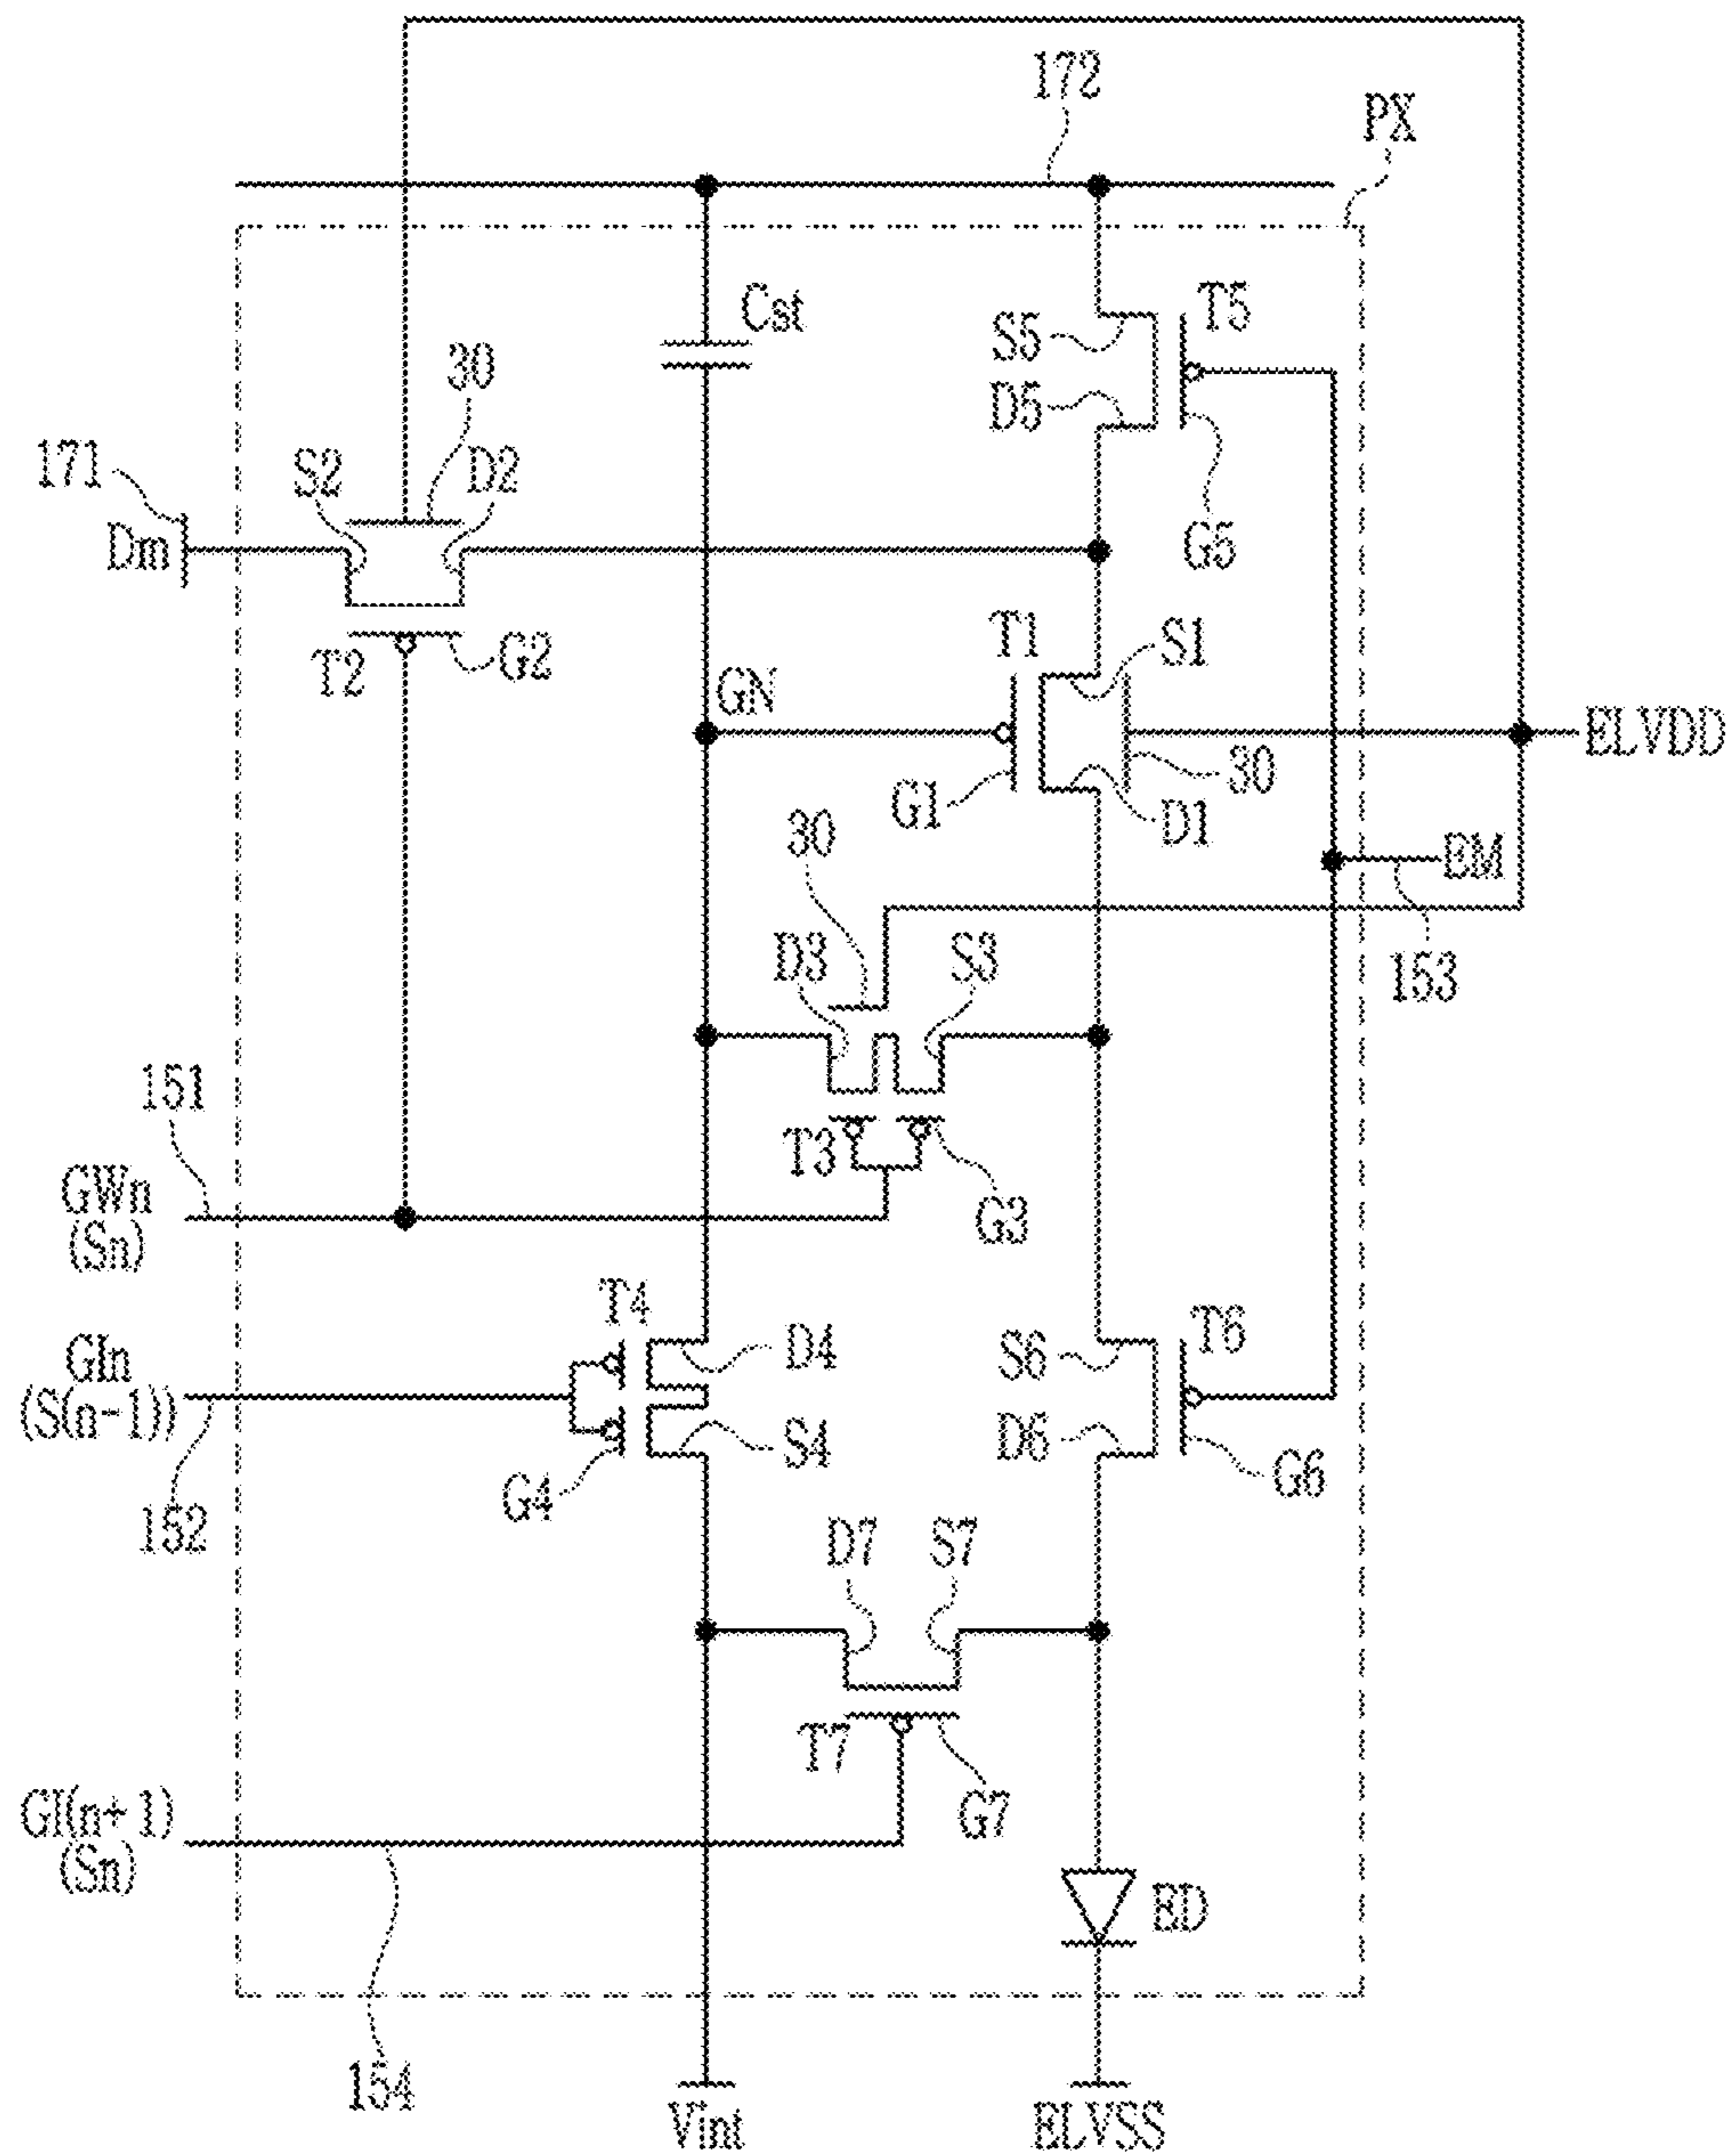 172
PX
Cst
T5
S5
30
D5
171
S2
D2
Dm
G5
T1
S1
T2
G2
GN
ELVDD
30
G1
D1
30
EM
D3
S3
153
151
T3
GWn
G3
(Sn)
T4
T6
GIn
D4
S6
(S(n-1))
S4
D6
G4
G6
152
D7
S7
T7
GI(n+1)
G7
(Sn)
ED
154
Vint
ELVSS